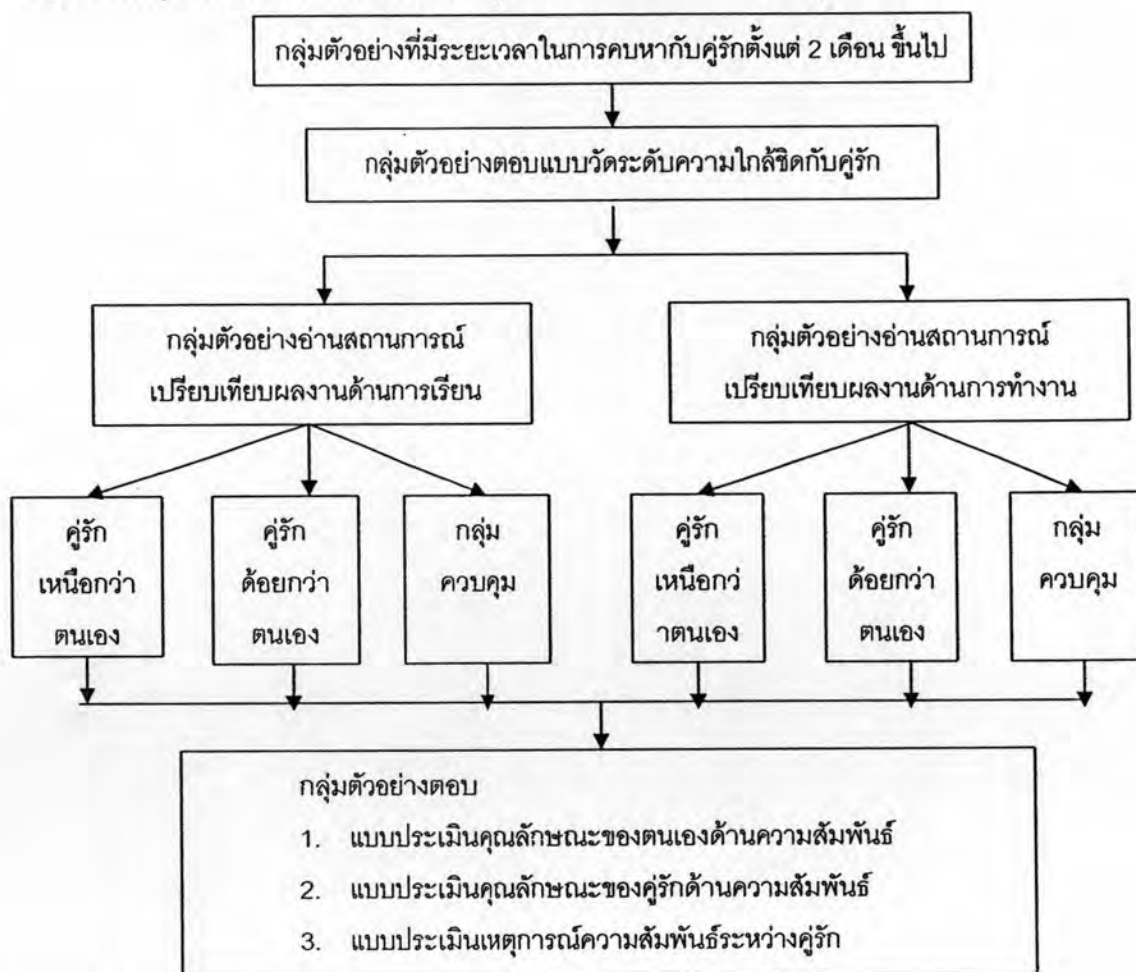 กลุ่มตัวอย่างที่มีระยะเวลาในการคบหากับคู่รักตั้งแต่ 2 เดือน ขึ้นไป
กลุ่มตัวอย่างตอบแบบวัดระดับความใกล้ชิดกับคู่รัก
กลุ่มตัวอย่างอ่านสถานการณ์
เปรียบเทียบผลงานด้านการเรียน
กลุ่มตัวอย่างอ่านสถานการณ์
เปรียบเทียบผลงานด้านการทำงาน
คู่รัก
เหนือกว่า
ตนเอง
คู่รัก
ด้อยกว่า
ตนเอง
กลุ่ม
ควบคุม
คู่รัก
เหนือกว่
าตนเอง
คู่รัก
ด้อยกว่า
ตนเอง
กลุ่ม
ควบคุม
กลุ่มตัวอย่างตอบ
1. แบบประเมินคุณลักษณะของตนเองด้านความสัมพันธ์
2. แบบประเมินคุณลักษณะของคู่รักด้านความสัมพันธ์
3. แบบประเมินเหตุการณ์ความสัมพันธ์ระหว่างคู่รัก